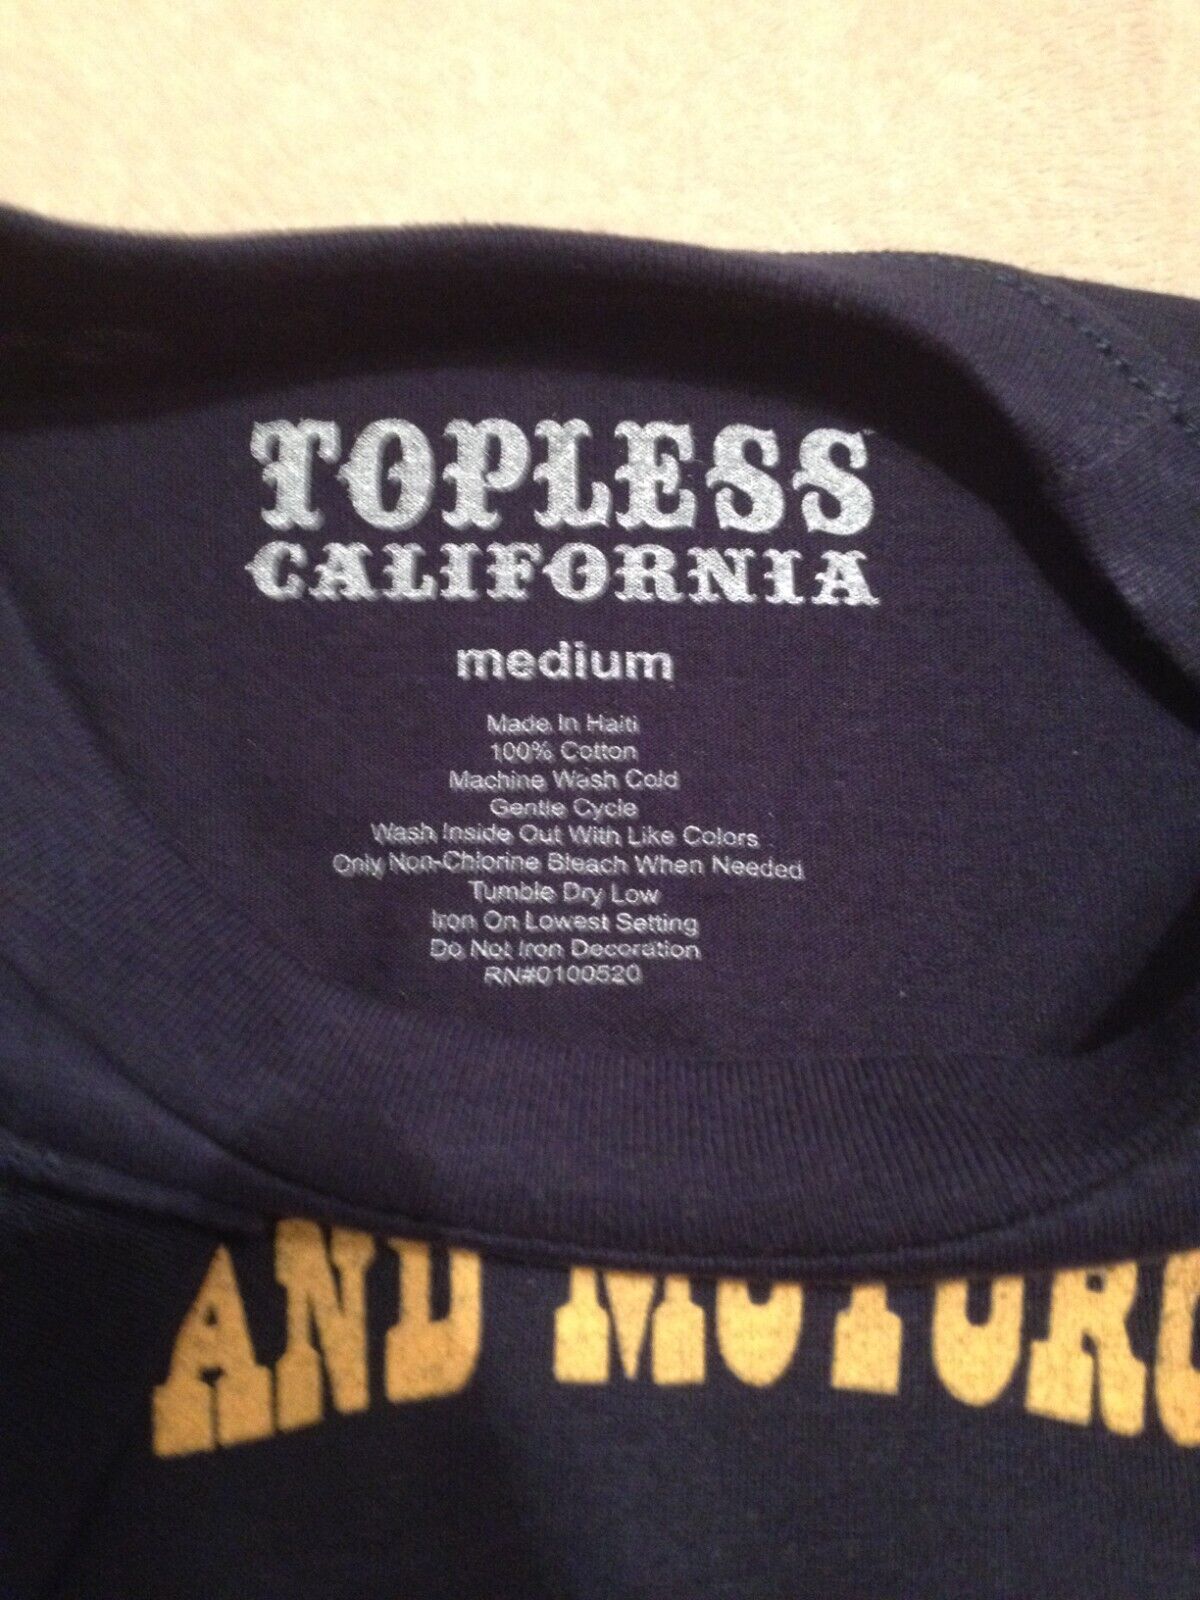 TOPLESS
CALIFORNIA
medium
Made In Haiti
100% Cotton
Machine Wash Cold
Gentle Cycle
Wash Inside Out With Like Colors
Only Non-Chlorine Bleach When Needed
Tumble Dry Low
Iron On Lowest Setting
Do Not Iron Decoration
RN#0100520
AND